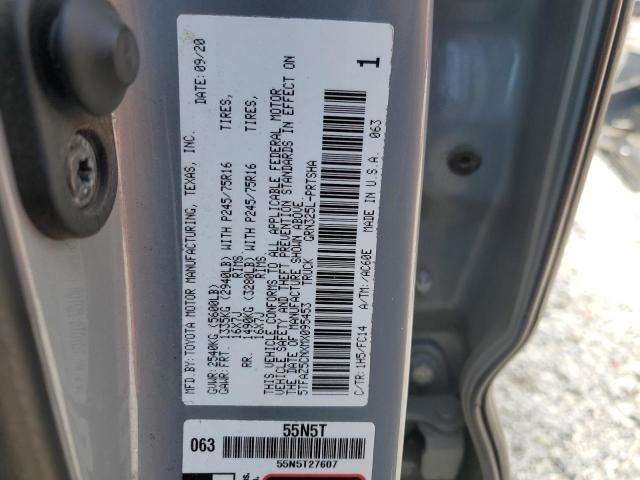 MFD.BY:TOYOTA MOTOR MANUFACTURING, TEXAS, INC. DATE: 09/20
GVWR: 2540KG (5600LB)
GAWR: FRT. 1335KG (2940LB) WITH P245/75R16 TIRES,
16X7J RIMS
RR. 1490KG (3280LB) WITH P245/75R16 TIRES,
16X7J RIMS
THIS VEHICLE CONFORMS TO ALL APPLICABLE FEDERAL MOTOR
VEHICLE SAFETY AND THEFT PREVENTION STANDARDS IN EFFECT ON
THE DATE OF MANUFACTURE SHOWN ABOVE.
TRUCK GRN325L-PRTSHA
C/TR: 1H5/FC14 A/TM:-/AC60E MADE IN U.S.A. 063
1
063
55N5T
55N5T27607